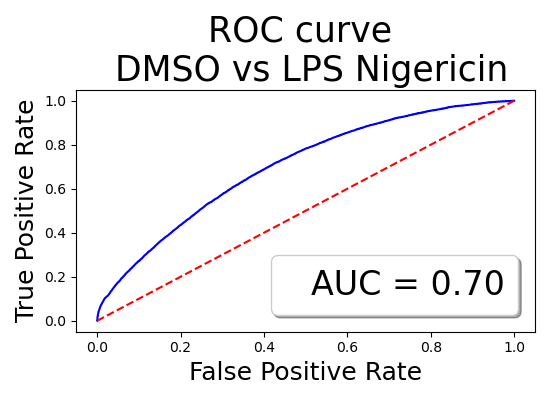 ROC curve
DMSO vs LPS Nigericin
True Positive Rate
1.0
0.8
0.6
0.4
0.2
0.0
AUC = 0.70
0.0 0.2 0.4 0.6 0.8 1.0
False Positive Rate